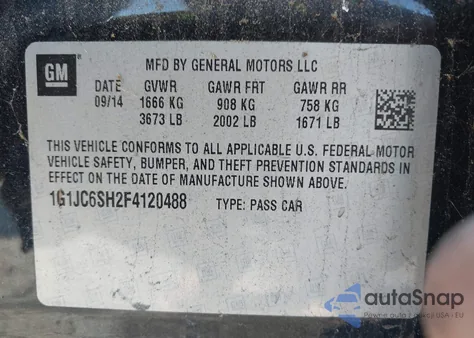 GM
MFD BY GENERAL MOTORS LLC
DATE GVWR GAWR FRT GAWR RR
09/14 1666 KG 908 KG 758 KG
3673 LB 2002 LB 1671 LB
THIS VEHICLE CONFORMS TO ALL APPLICABLE U.S. FEDERAL MOTOR
VEHICLE SAFETY, BUMPER, AND THEFT PREVENTION STANDARDS IN
EFFECT ON THE DATE OF MANUFACTURE SHOWN ABOVE.
1G1JC6SH2F4120488 TYPE: PASS CAR
autoSnap
USA - EU